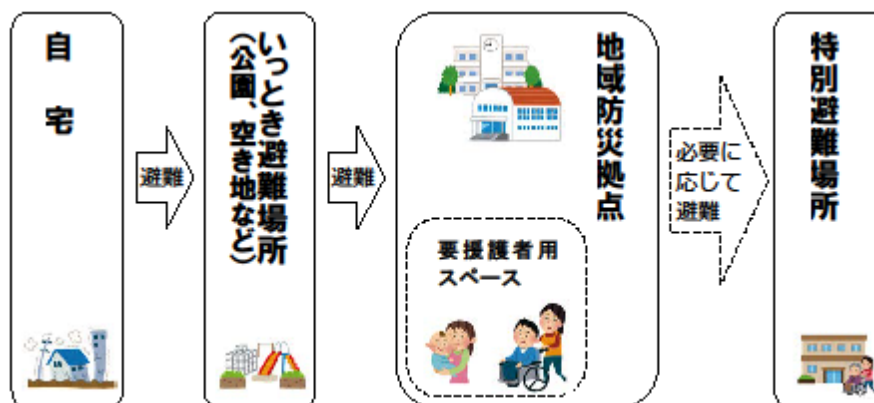 自宅
避難
いっとき避難場所
（公園、空き地など）
避難
地域防災拠点
要援護者用
スペース
必要に
応じて
避難
特別避難場所